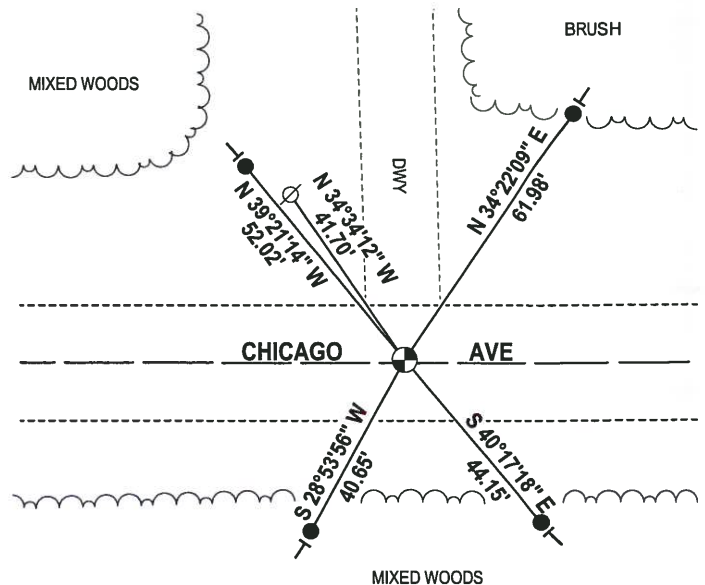 BRUSH
MIXED WOODS
DWY
N 34°22'09" E
61.98'
N 34°34'12" W
41.70'
N 39°21'14" W
52.02'
CHICAGO AVE
S 28°53'56" W
40.65'
S 40°17'18" E
44.15'
MIXED WOODS